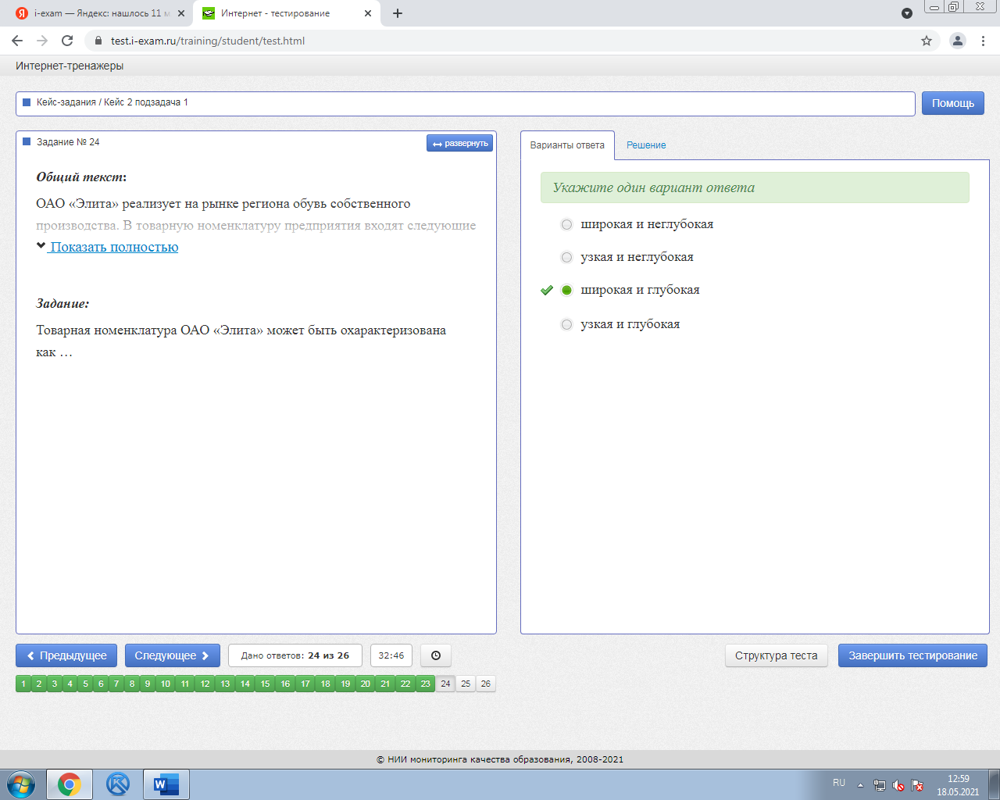 i-exam — Яндекс: нашлось 11 м
Интернет - тестирование
test.i-exam.ru/training/student/test.html
Интернет-тренажеры
Кейс-задания / Кейс 2 подзадача 1
Помощь
Задание № 24
развернуть
Общий текст:
ОАО «Элита» реализует на рынке региона обувь собственного
производства. В товарную номенклатуру предприятия входят следующие
Показать полностью
Задание:
Товарная номенклатура ОАО «Элита» может быть охарактеризована
как …
Варианты ответа
Решение
Укажите один вариант ответа
широкая и неглубокая
узкая и неглубокая
широкая и глубокая
узкая и глубокая
Предыдущее
Следующее
Дано ответов: 24 из 26
32:46
Структура теста
Завершить тестирование
1 2 3 4 5 6 7 8 9 10 11 12 13 14 15 16 17 18 19 20 21 22 23 24 25 26
© НИИ мониторинга качества образования, 2008-2021
RU
12:59
18.05.2021